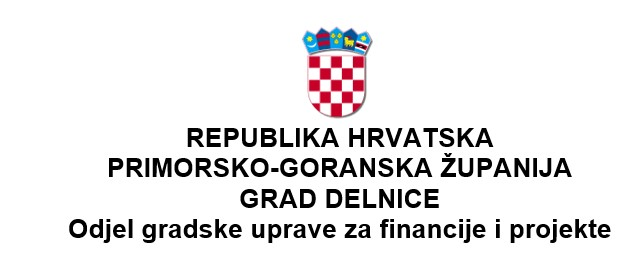 REPUBLIKA HRVATSKA
PRIMORSKO-GORANSKA ŽUPANIJA
GRAD DELNICE
Odjel gradske uprave za financije i projekte